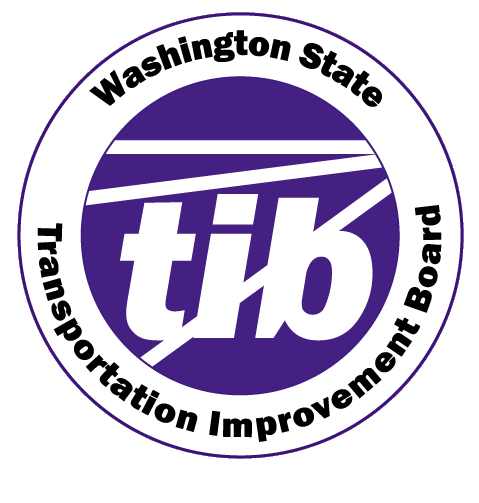 Washington State
tib
Transportation Improvement Board